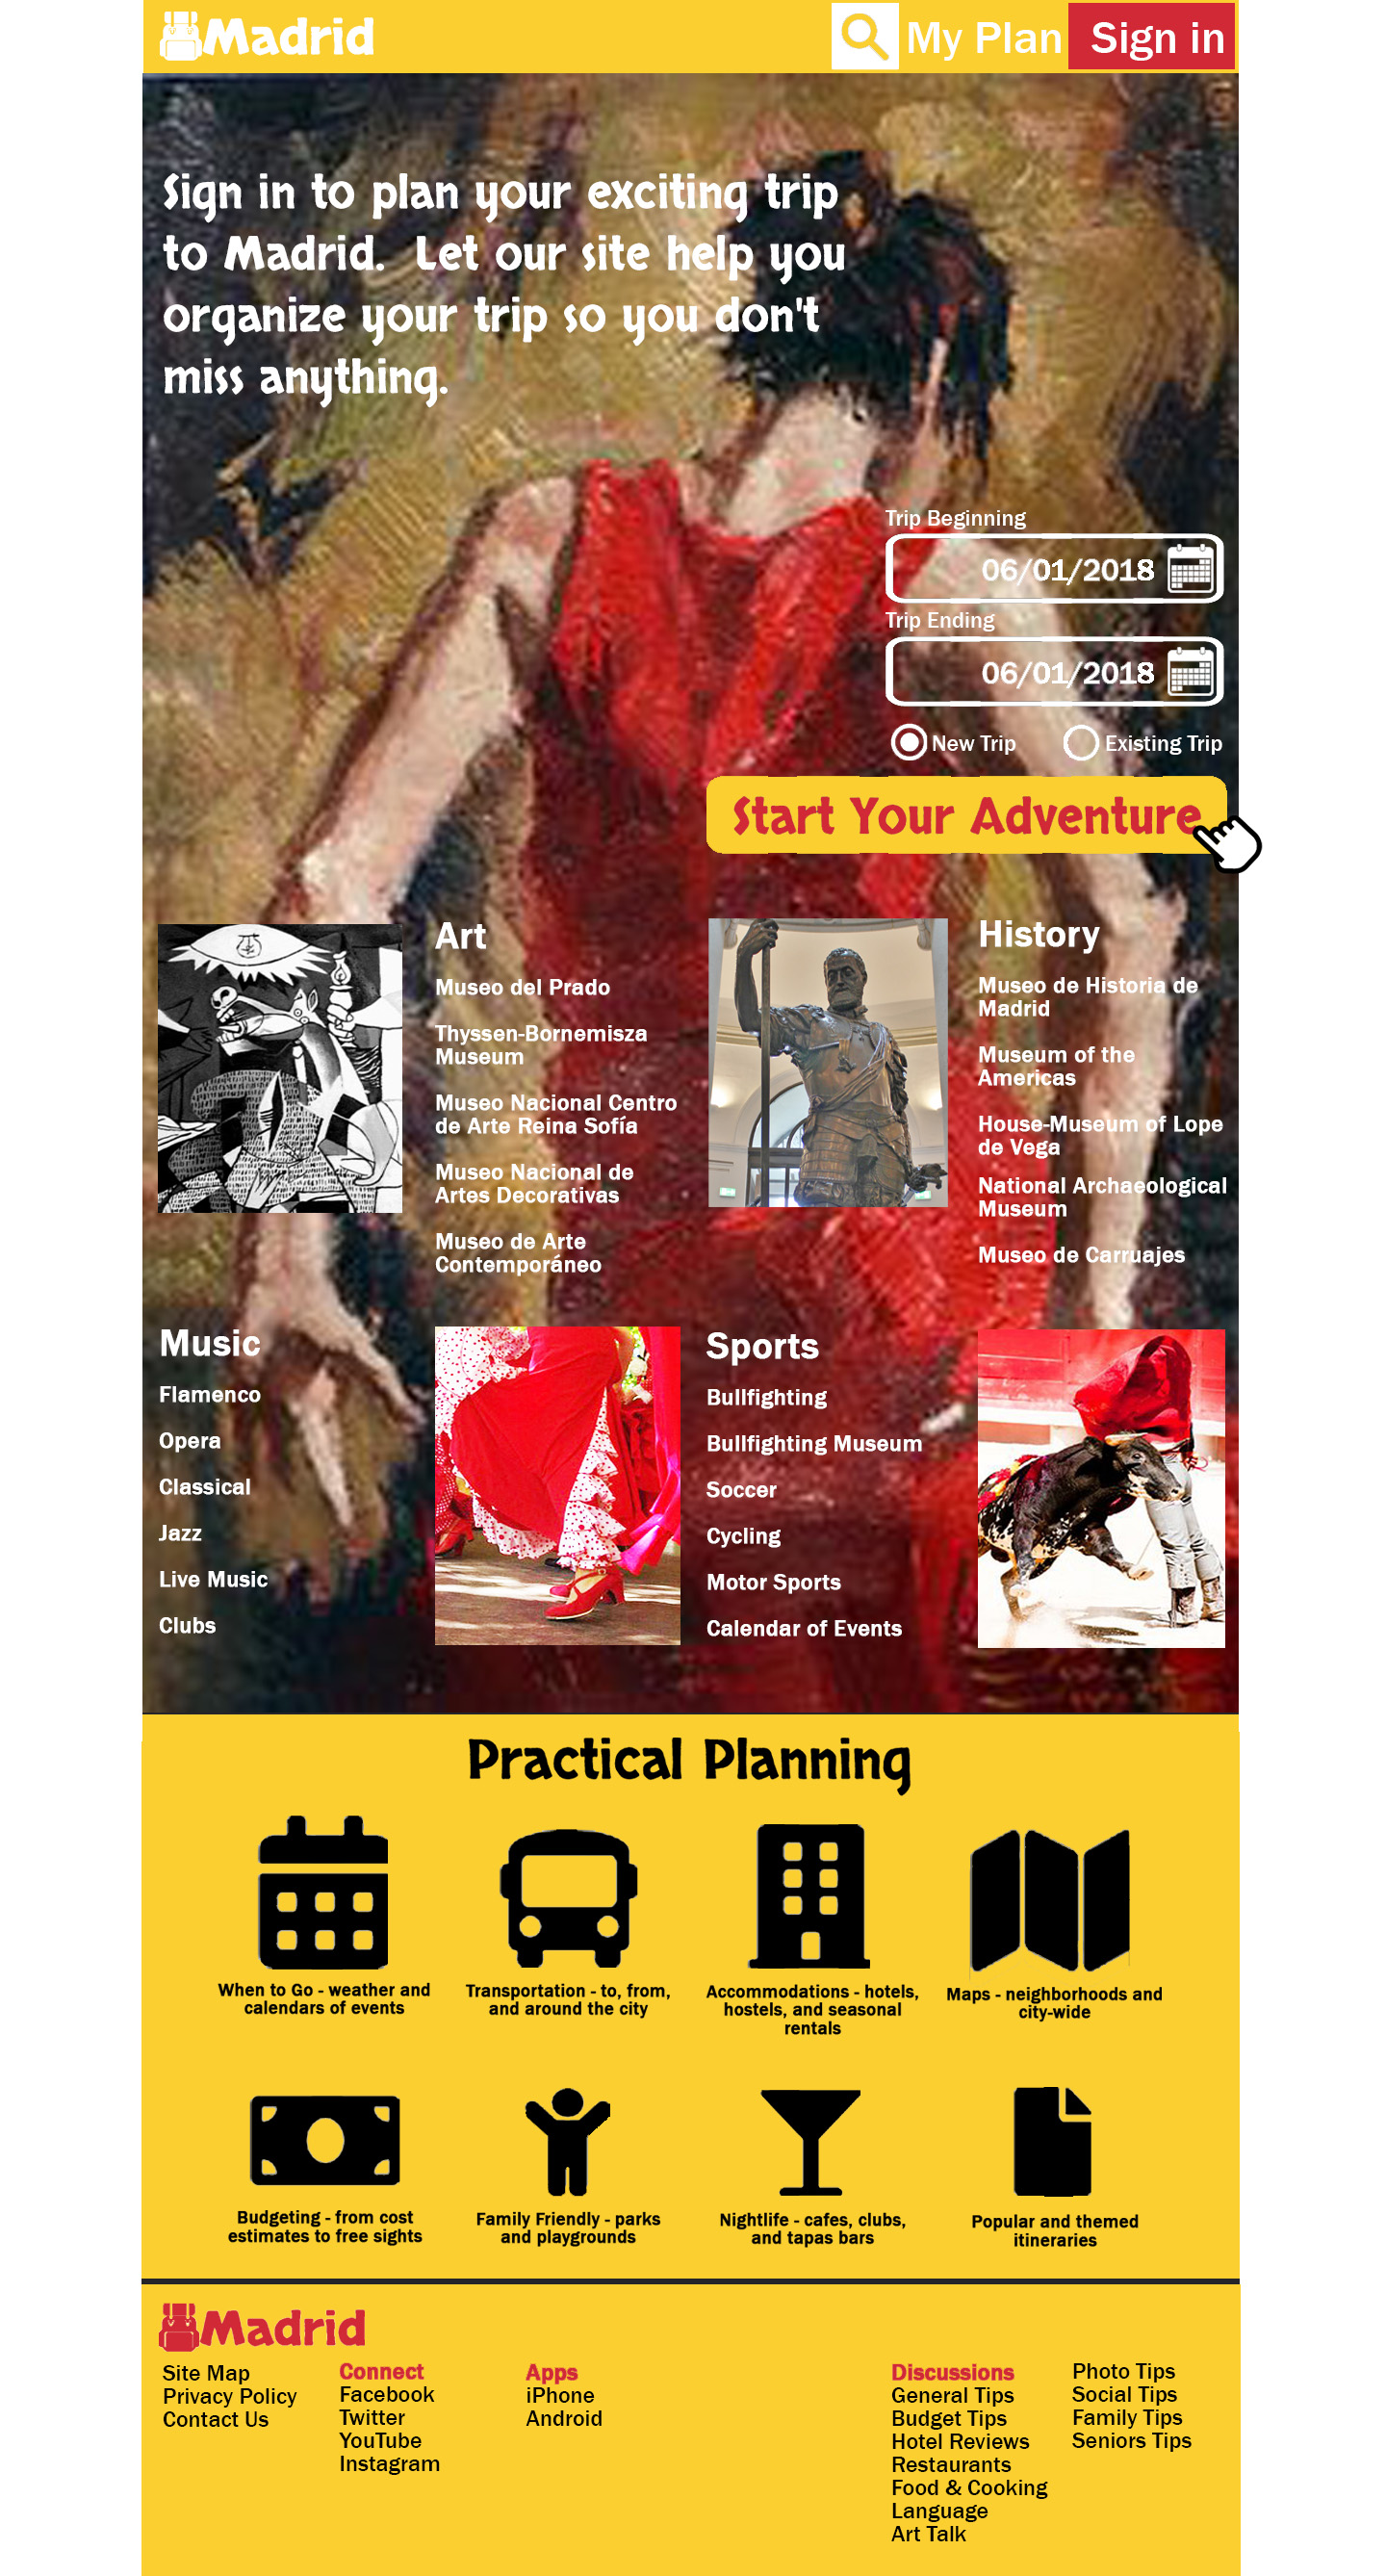 Madrid
My Plan
Sign in
Sign in to plan your exciting trip
to Madrid. Let our site help you
organize your trip so you don't
miss anything.
Trip Beginning
06/01/2018
Trip Ending
06/01/2018
New Trip
Existing Trip
Start Your Adventure
Art
Museo del Prado
Thyssen-Bornemisza
Museum
Museo Nacional Centro
de Arte Reina Sofía
Museo Nacional de
Artes Decorativas
Museo de Arte
Contemporáneo
History
Museo de Historia de
Madrid
Museum of the
Americas
House-Museum of Lope
de Vega
National Archaeological
Museum
Museo de Carruajes
Music
Flamenco
Opera
Classical
Jazz
Live Music
Clubs
Sports
Bullfighting
Bullfighting Museum
Soccer
Cycling
Motor Sports
Calendar of Events
Practical Planning
When to Go - weather and
calendars of events
Transportation - to, from,
and around the city
Accommodations - hotels,
hostels, and seasonal
rentals
Maps - neighborhoods and
city-wide
Budgeting - from cost
estimates to free sights
Family Friendly - parks
and playgrounds
Nightlife - cafes, clubs,
and tapas bars
Popular and themed
itineraries
Madrid
Site Map
Privacy Policy
Contact Us
Connect
Facebook
Twitter
YouTube
Instagram
Apps
iPhone
Android
Discussions
General Tips
Budget Tips
Hotel Reviews
Restaurants
Food & Cooking
Language
Art Talk
Photo Tips
Social Tips
Family Tips
Seniors Tips